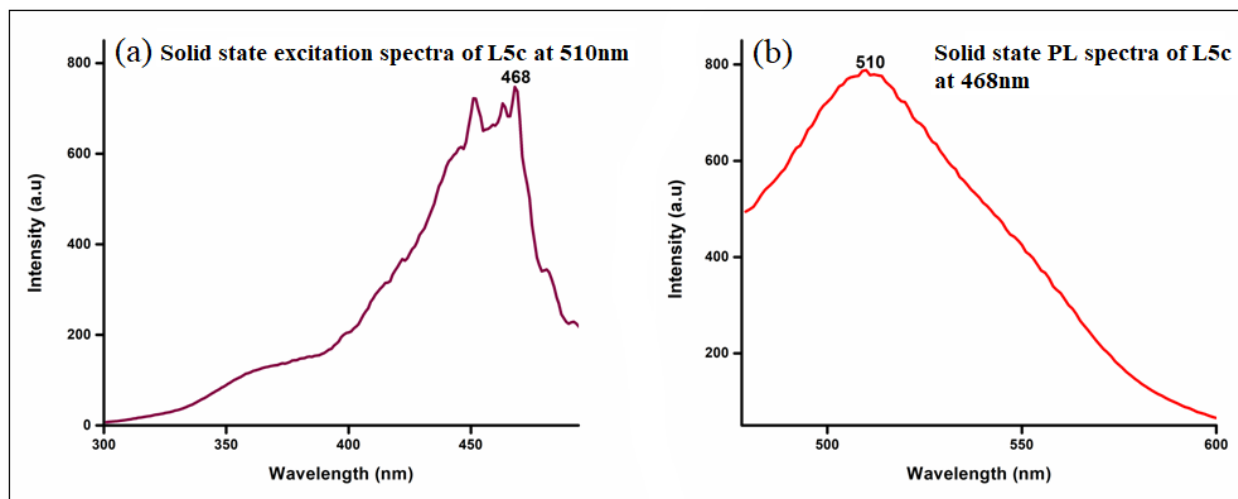 (a) Solid state excitation spectra of L5c at 510nm
468
800
600
400
200
0
Intensity (a.u)
300
350
400
450
Wavelength (nm)
(b) Solid state PL spectra of L5c
at 468nm
510
800
600
400
200
Intensity (a.u)
500
550
600
Wavelength (nm)